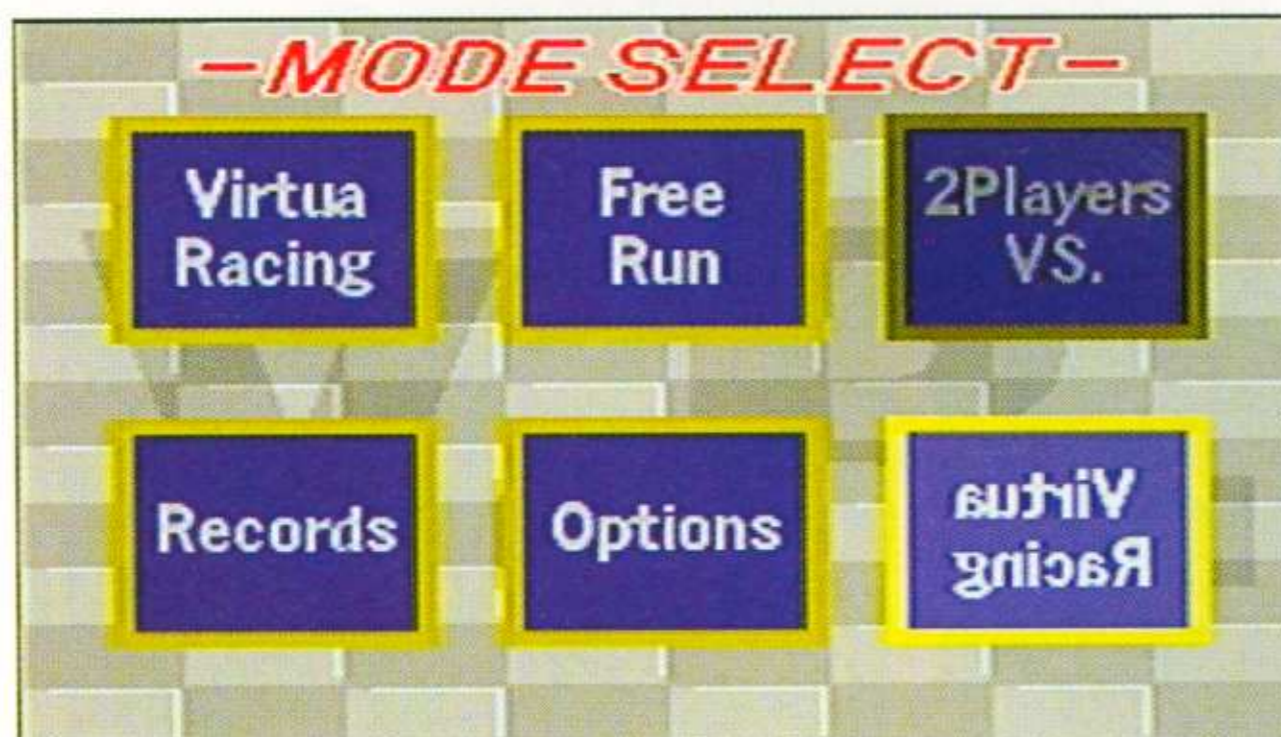 -MODE SELECT-
Virtua
Racing
Free
Run
2Players
VS.
Records
Options
Virtua
Racing